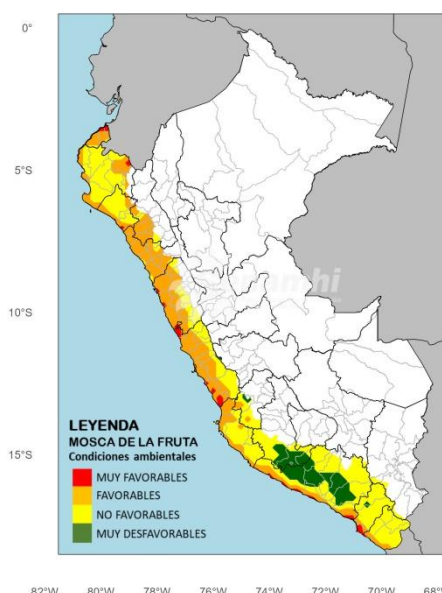 0°
5°S
10°S
15°S
senamhi
LEYENDA
MOSCA DE LA FRUTA
Condiciones ambientales
MUY FAVORABLES
FAVORABLES
NO FAVORABLES
MUY DESFAVORABLES
82°W 80°W 78°W 76°W 74°W 72°W 70°W 68°W